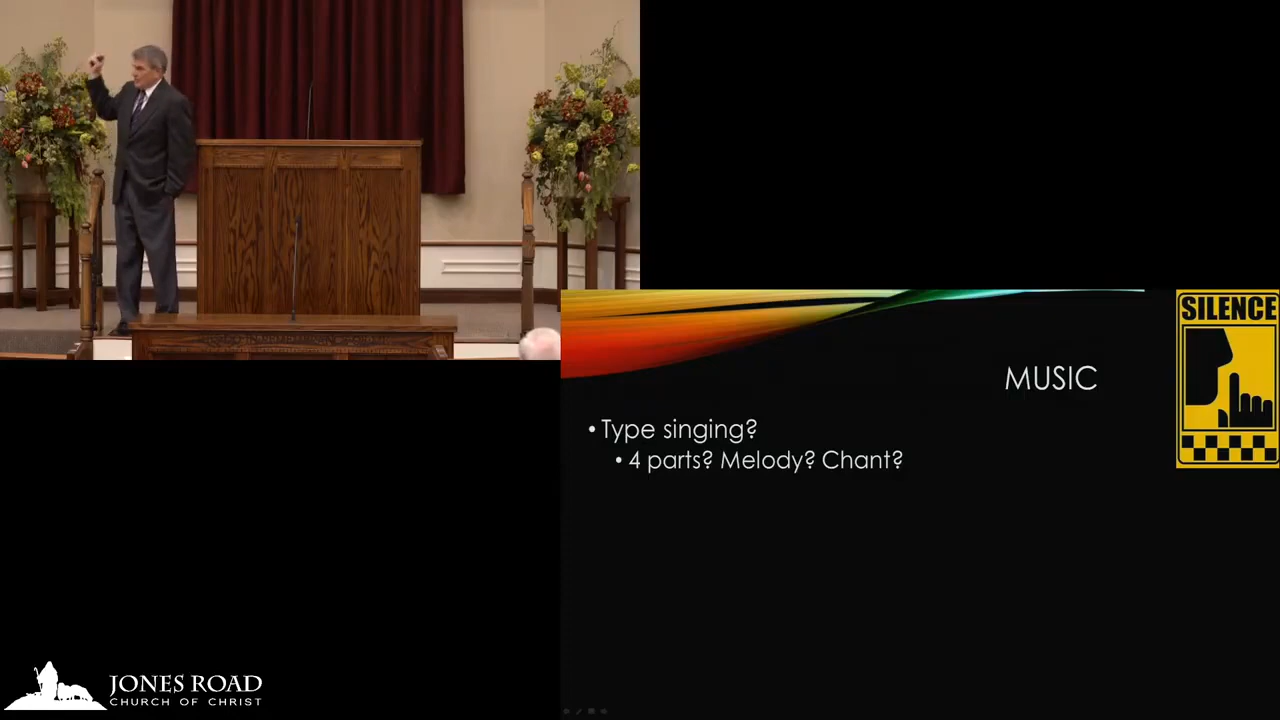 SILENCE
MUSIC
• Type singing?
• 4 parts? Melody? Chant?
JONES ROAD
CHURCH OF CHRIST